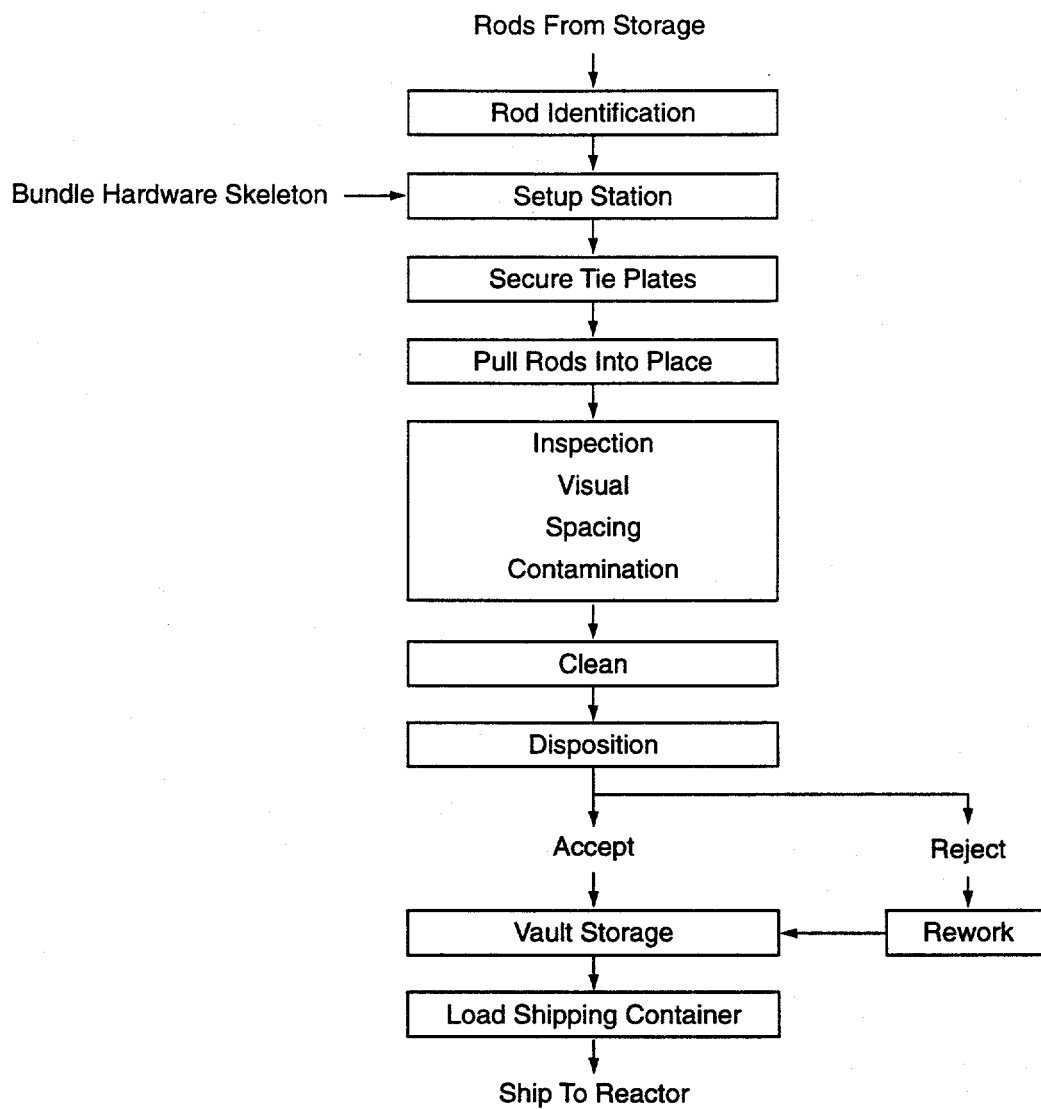 Rods From Storage
Rod Identification
Bundle Hardware Skeleton
Setup Station
Secure Tie Plates
Pull Rods Into Place
Inspection
Visual
Spacing
Contamination
Clean
Disposition
Accept
Reject
Vault Storage
Rework
Load Shipping Container
Ship To Reactor